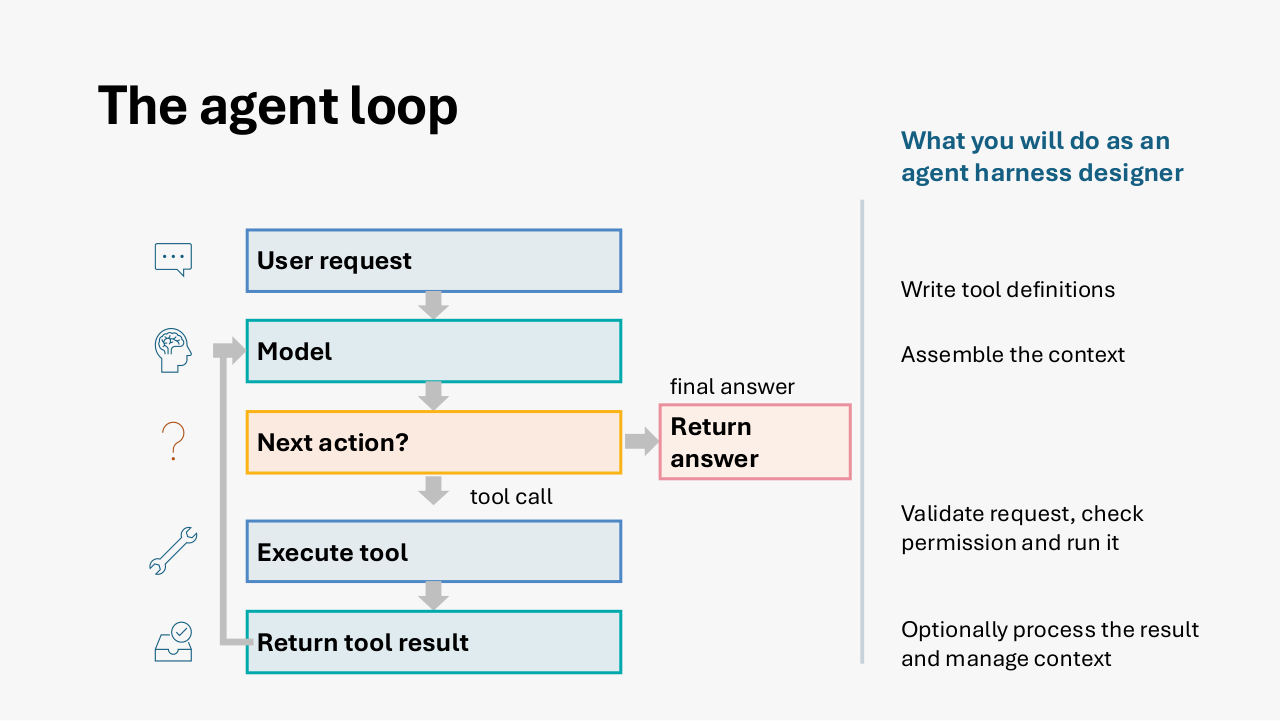 The agent loop
What you will do as an
agent harness designer
User request
Write tool definitions
Model
Assemble the context
final answer
Next action?
Return
answer
tool call
Validate request, check
permission and run it
Execute tool
Return tool result
Optionally process the result
and manage context